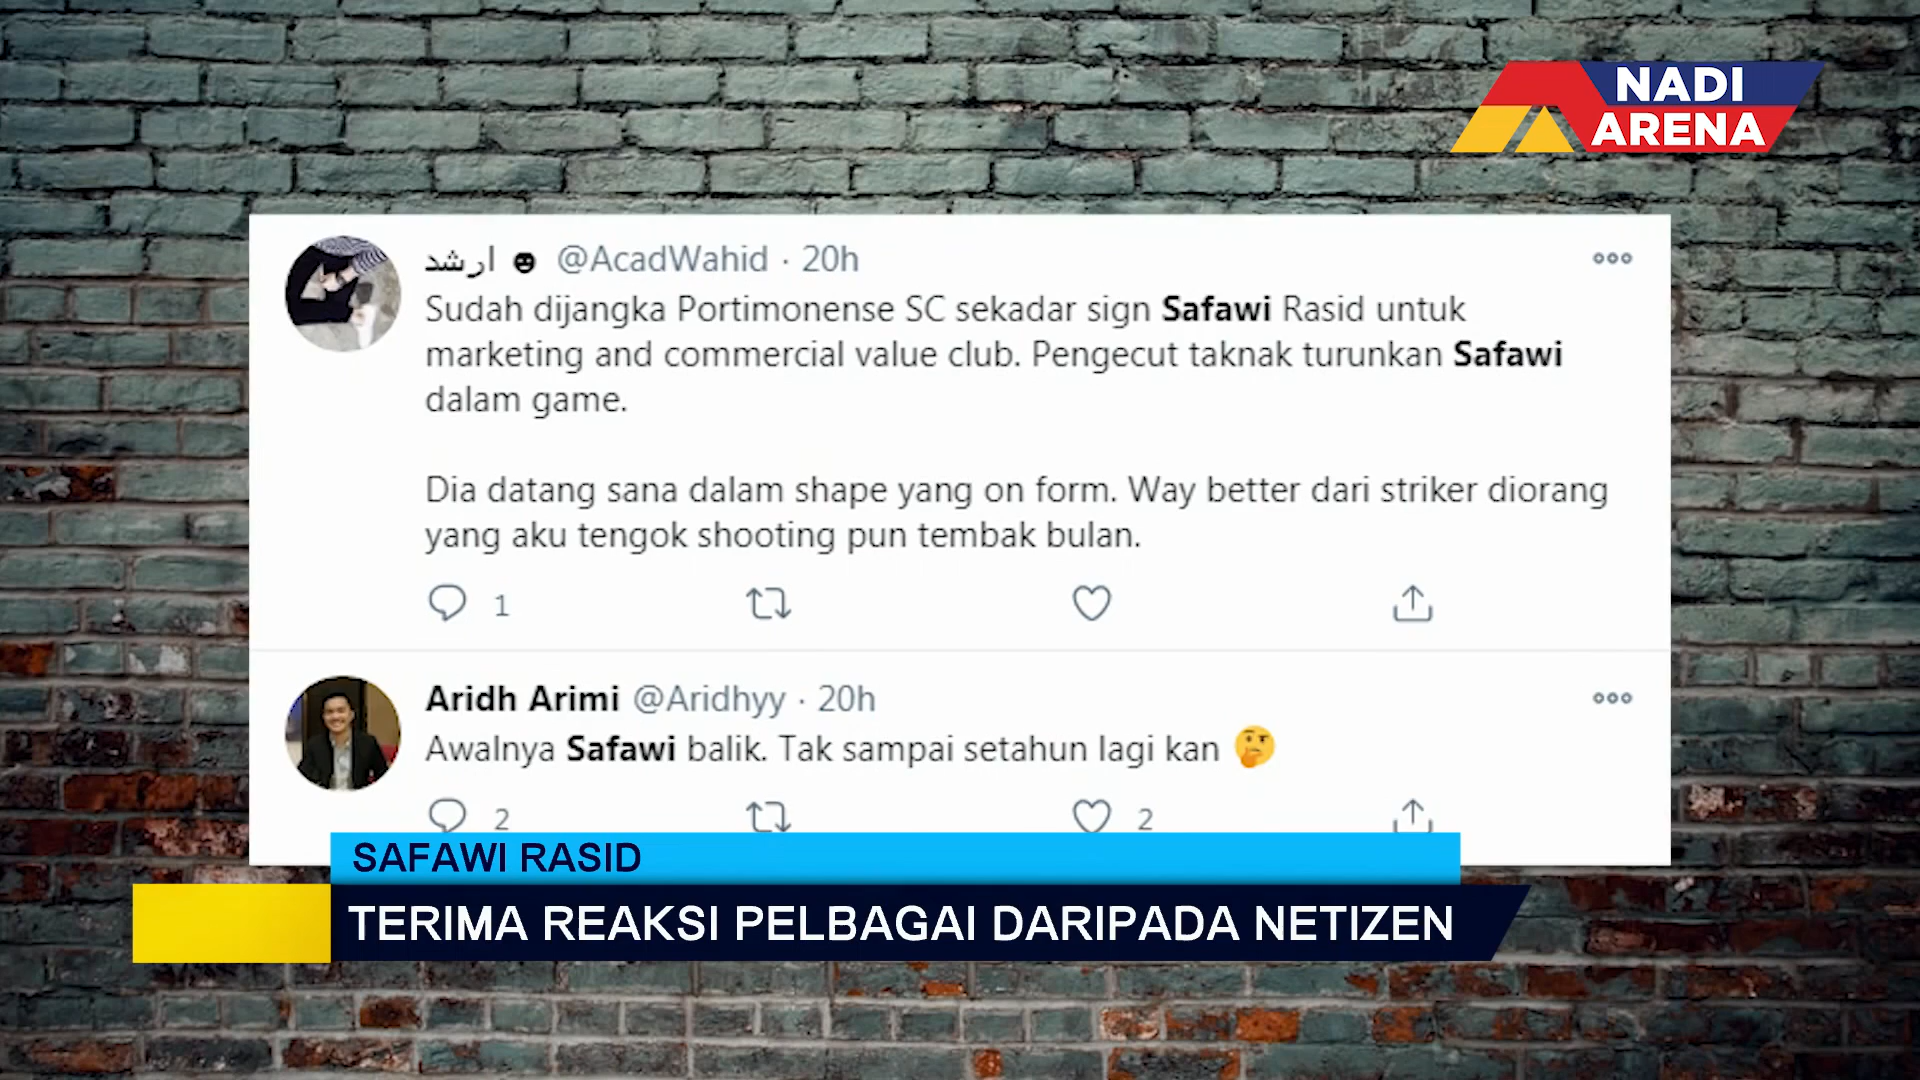 NADI
ARENA
ارشد @AcadWahid · 20h
Sudah dijangka Portimonense SC sekadar sign Safawi Rasid untuk
marketing and commercial value club. Pengecut taknak turunkan Safawi
dalam game.
Dia datang sana dalam shape yang on form. Way better dari striker diorang
yang aku tengok shooting pun tembak bulan.
1
Aridh Arimi @Aridhyy · 20h
Awalnya Safawi balik. Tak sampai setahun lagi kan 🤔
2 2
SAFAWI RASID
TERIMA REAKSI PELBAGAI DARIPADA NETIZEN